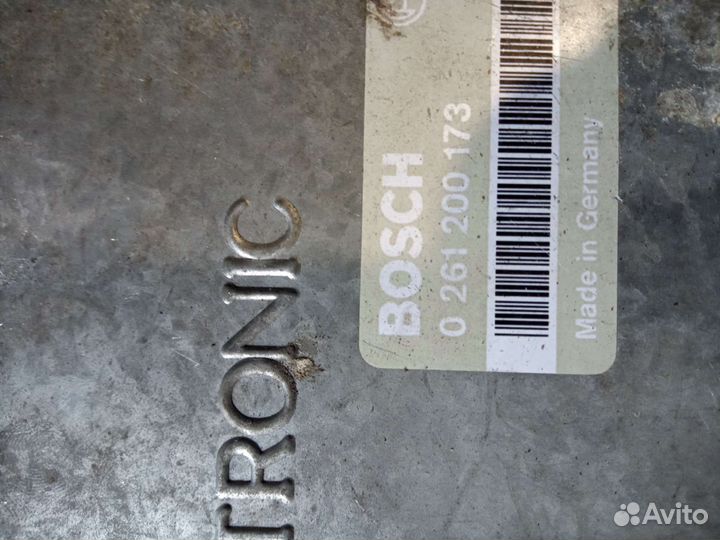 TRONIC
BOSCH
0 261 200 173
Made in Germany
Avito